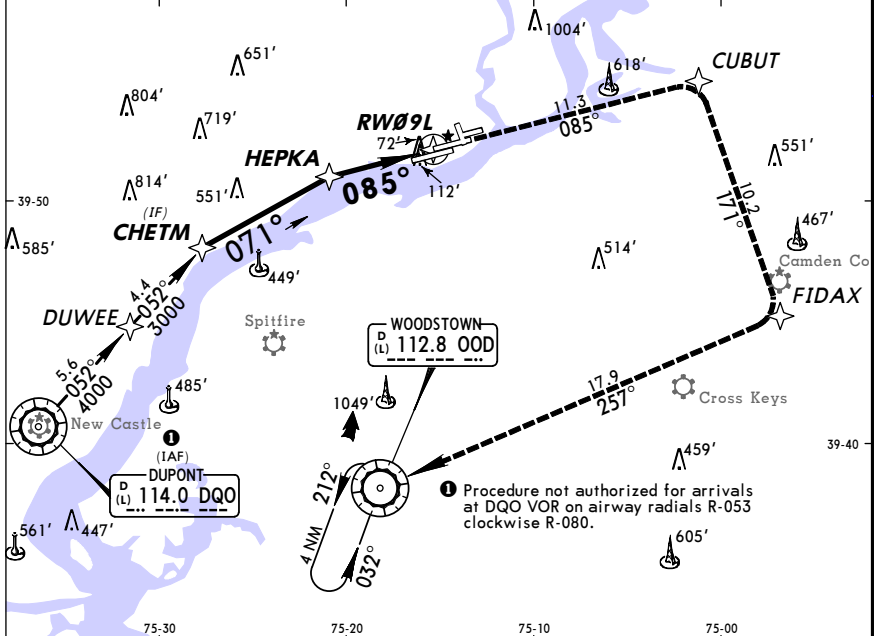 1004'
651'
CUBUT
618'
804'
11.3
085°
719'
RWØ9L
72'
551'
HEPKA
085°
112'
814'
551'
10.2
171°
39-50
(IF)
CHETM
071°
467'
585'
514'
Camden Co
449'
4.4
052°
3000
FIDAX
DUWEE
Spitfire
WOODSTOWN
D
(L) 112.8 OOD
5.6
052°
4000
17.9
257°
485'
1049'
Cross Keys
New Castle
1
(IAF)
DUPONT
D
(L) 114.0 DQO
39-40
459'
212°
1 Procedure not authorized for arrivals
at DQO VOR on airway radials R-053
clockwise R-080.
561'
447'
4 NM
032°
605'
75-30
75-20
75-10
75-00